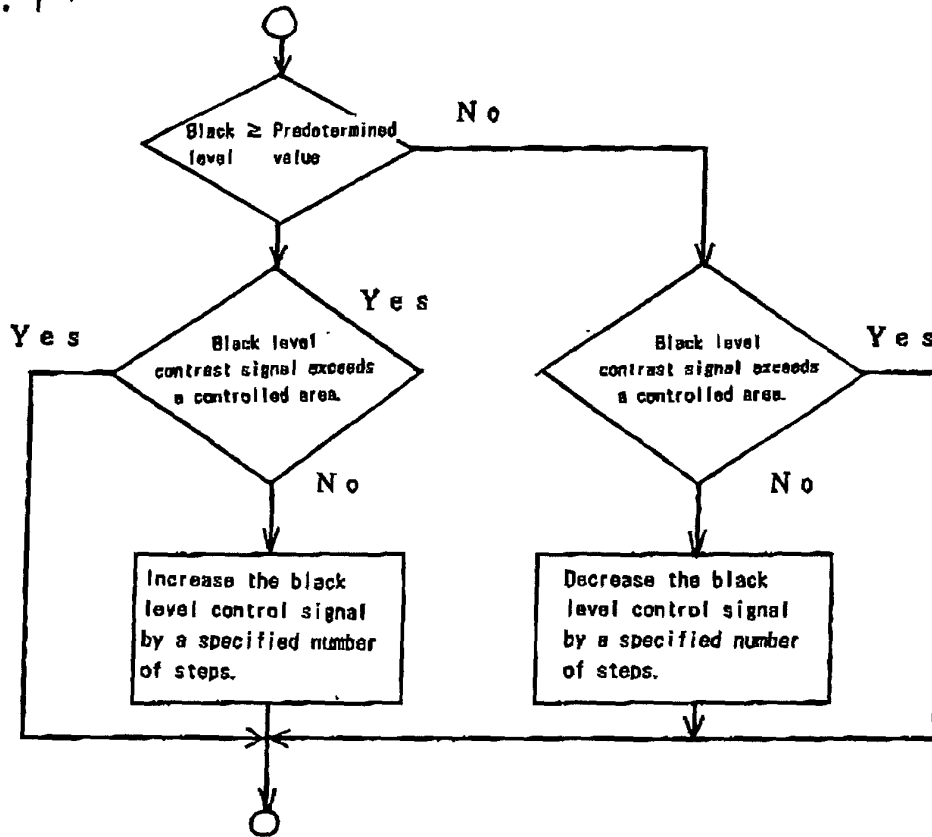 No
Black ≥ Predetermined
level value
Yes
Yes
Black level
contrast signal exceeds
a controlled area.
No
Increase the black
level control signal
by a specified number
of steps.
Black level
contrast signal exceeds
a controlled area.
Yes
No
Decrease the black
level control signal
by a specified number
of steps.